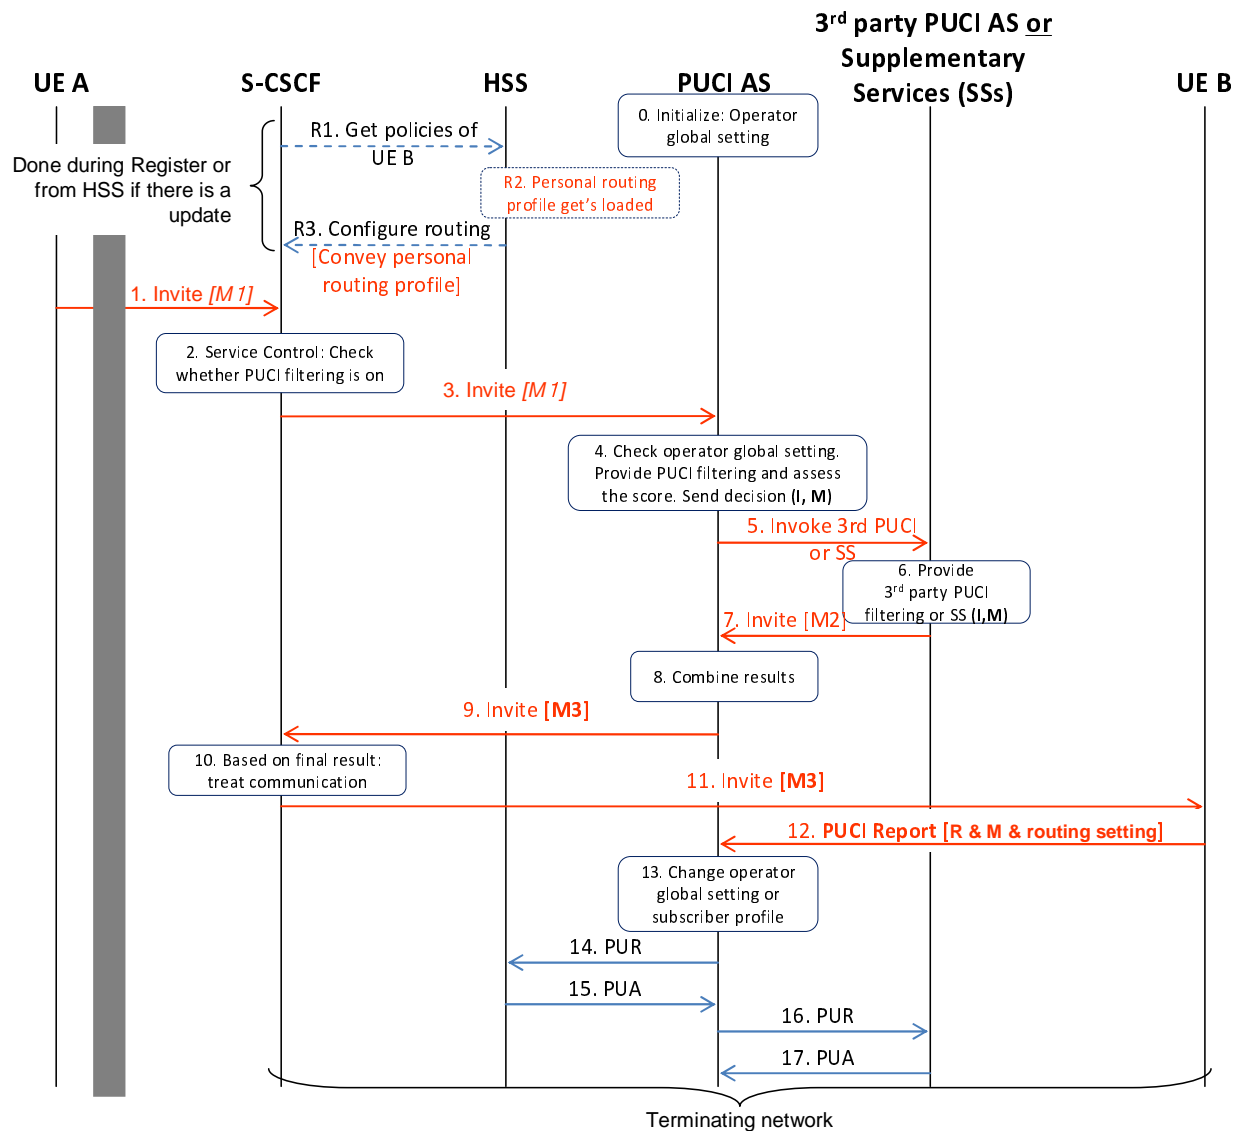 3rd party PUCI AS or
Supplementary
Services (SSs)
UE A
S-CSCF
HSS
PUCI AS
UE B
0. Initialize: Operator
global setting
R1. Get policies of
UE B
Done during Register or
from HSS if there is a
update
R2. Personal routing
profile get's loaded
R3. Configure routing
[Convey personal
routing profile]
1. Invite [M1]
2. Service Control: Check
whether PUCI filtering is on
3. Invite [M1]
4. Check operator global setting.
Provide PUCI filtering and assess
the score. Send decision (I, M)
5. Invoke 3rd PUCI
or SS
6. Provide
3rd party PUCI
filtering or SS (I,M)
7. Invite [M2]
8. Combine results
9. Invite [M3]
10. Based on final result:
treat communication
11. Invite [M3]
12. PUCI Report [R & M & routing setting]
13. Change operator
global setting or
subscriber profile
14. PUR
15. PUA
16. PUR
17. PUA
Terminating network